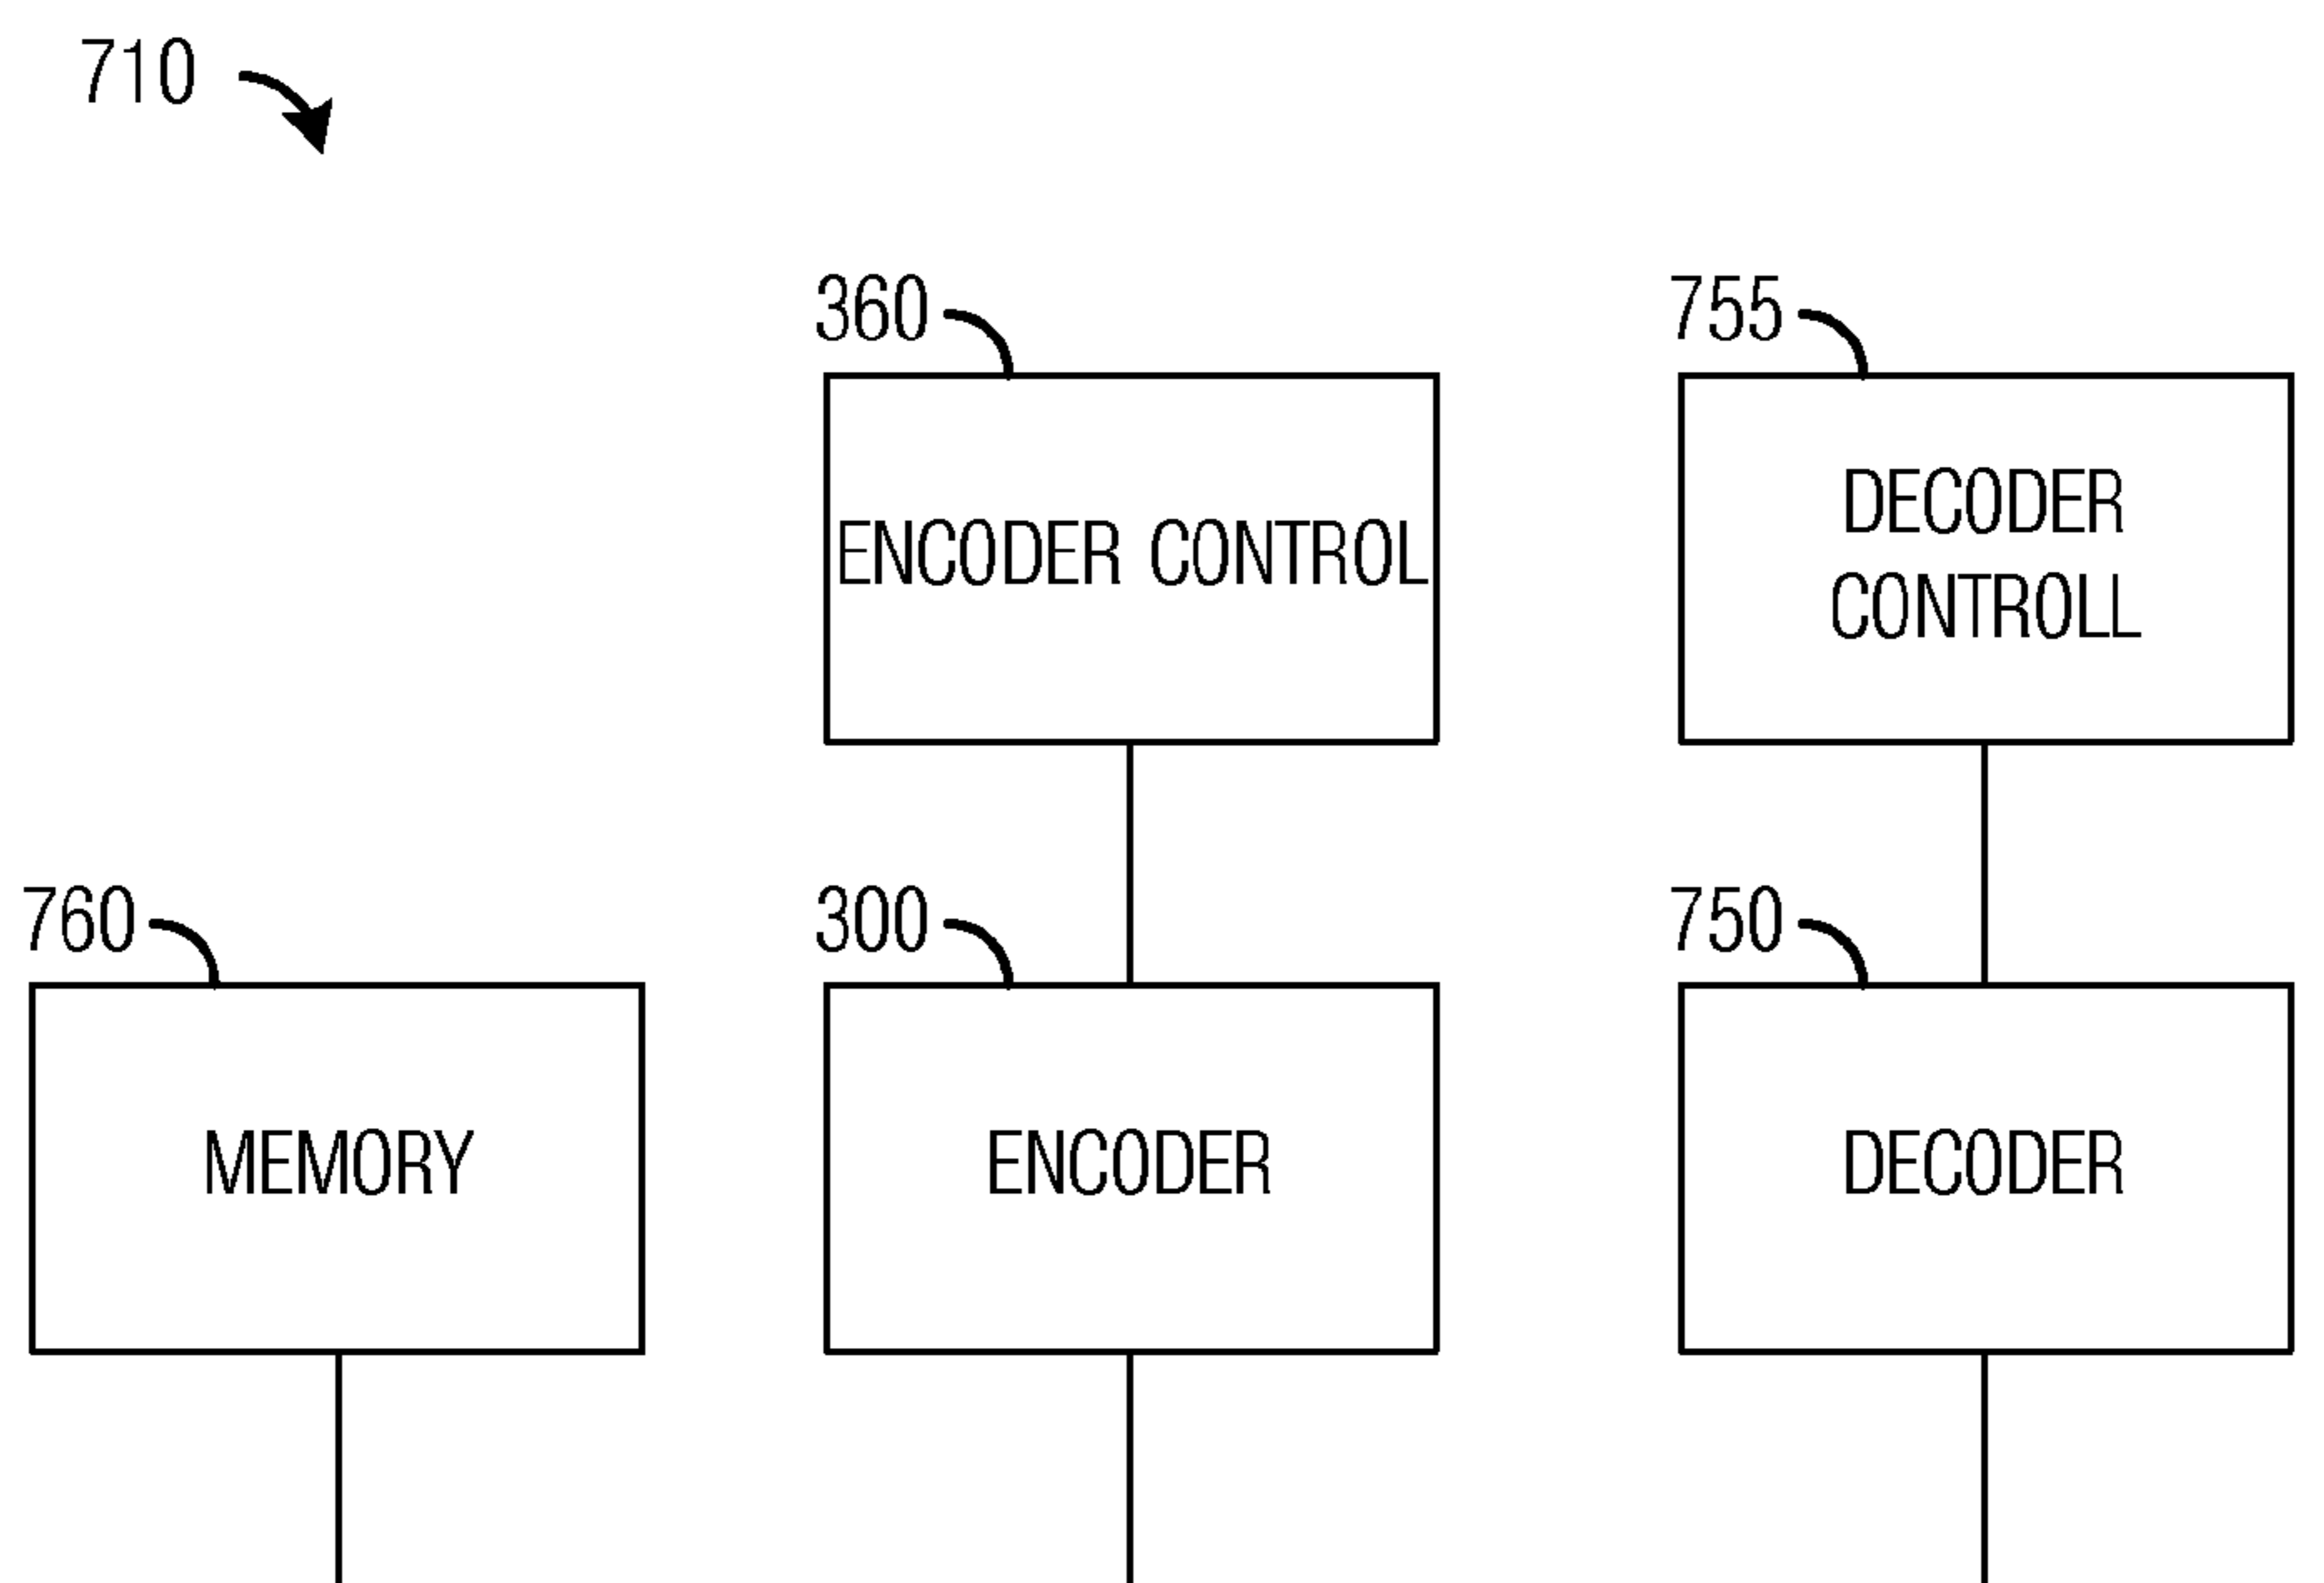 710
360
755
ENCODER CONTROL
DECODER
CONTROLL
760
300
750
MEMORY
ENCODER
DECODER